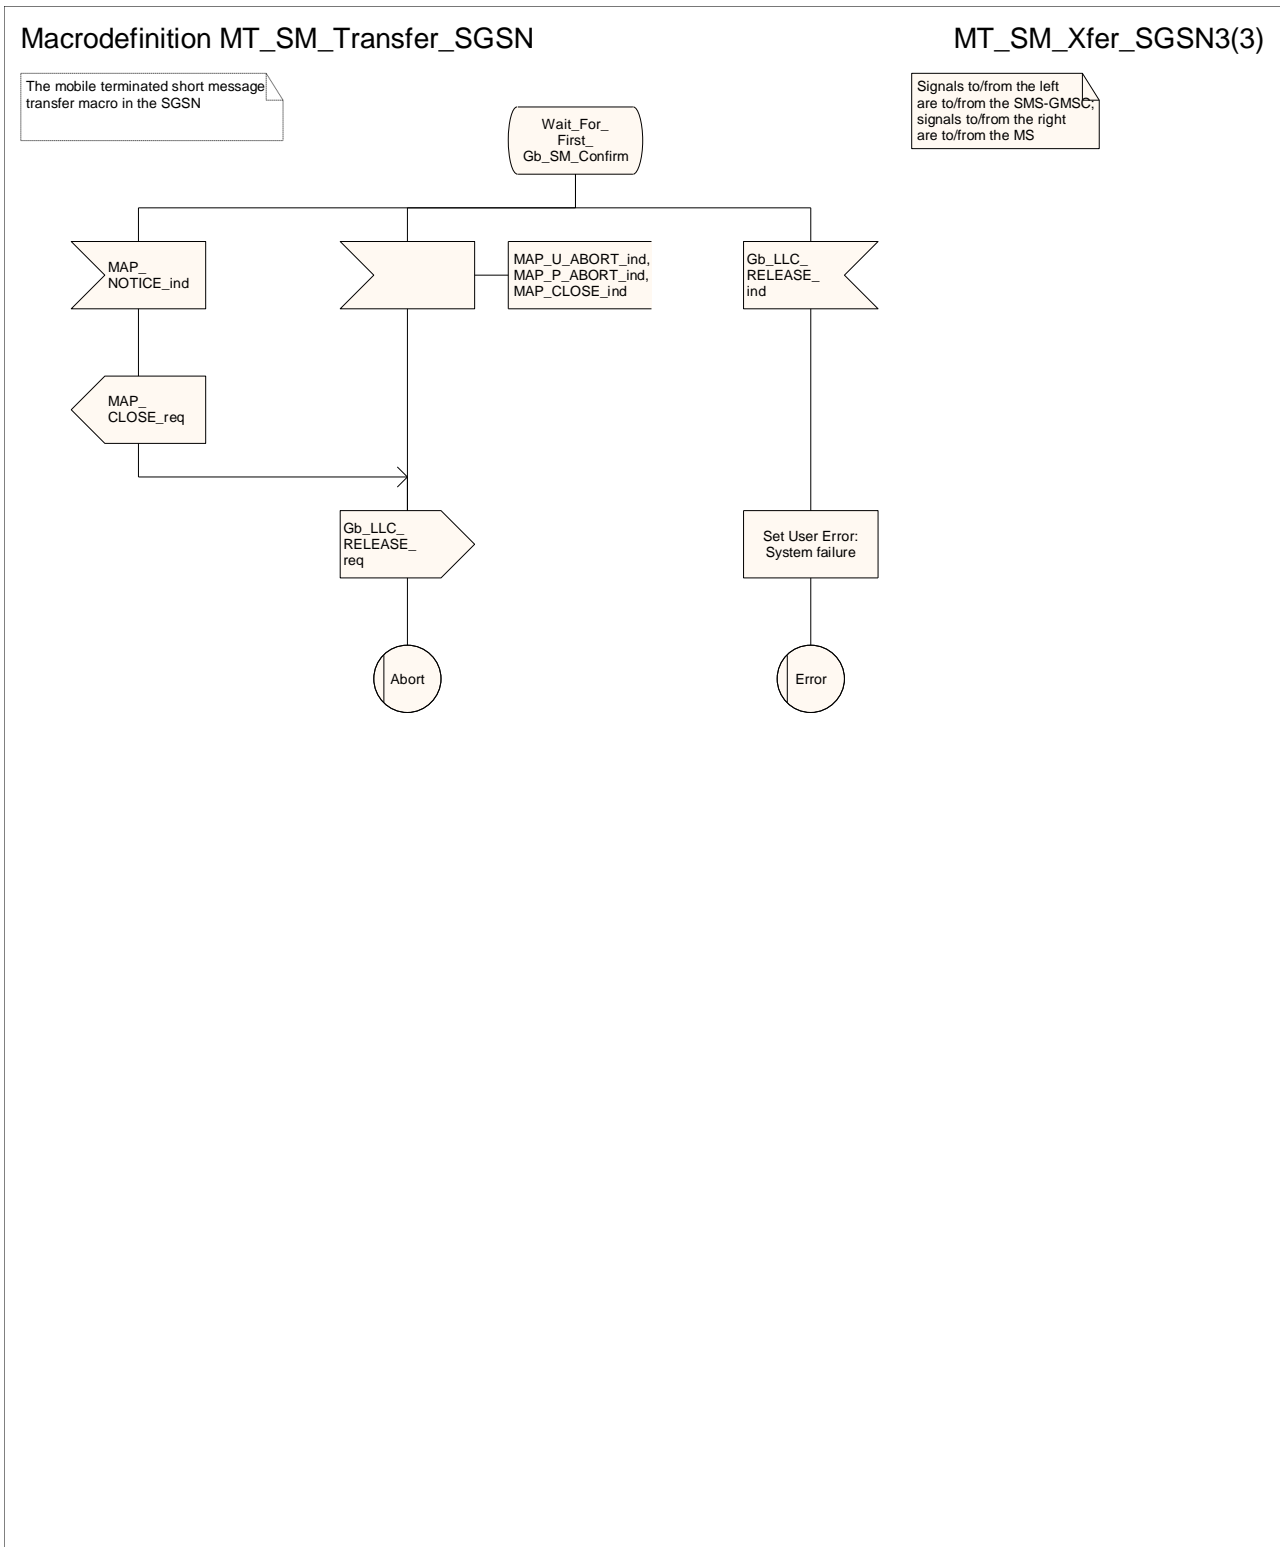 Macrodefinition MT_SM_Transfer_SGSN
MT_SM_Xfer_SGSN3(3)
The mobile terminated short message
transfer macro in the SGSN
Signals to/from the left
are to/from the SMS-GMSC;
signals to/from the right
are to/from the MS
Wait_For_
First_
Gb_SM_Confirm
MAP_
NOTICE_ind
MAP_U_ABORT_ind,
MAP_P_ABORT_ind,
MAP_CLOSE_ind
Gb_LLC_
RELEASE_
ind
MAP_
CLOSE_req
Gb_LLC_
RELEASE_
req
Set User Error:
System failure
Abort
Error